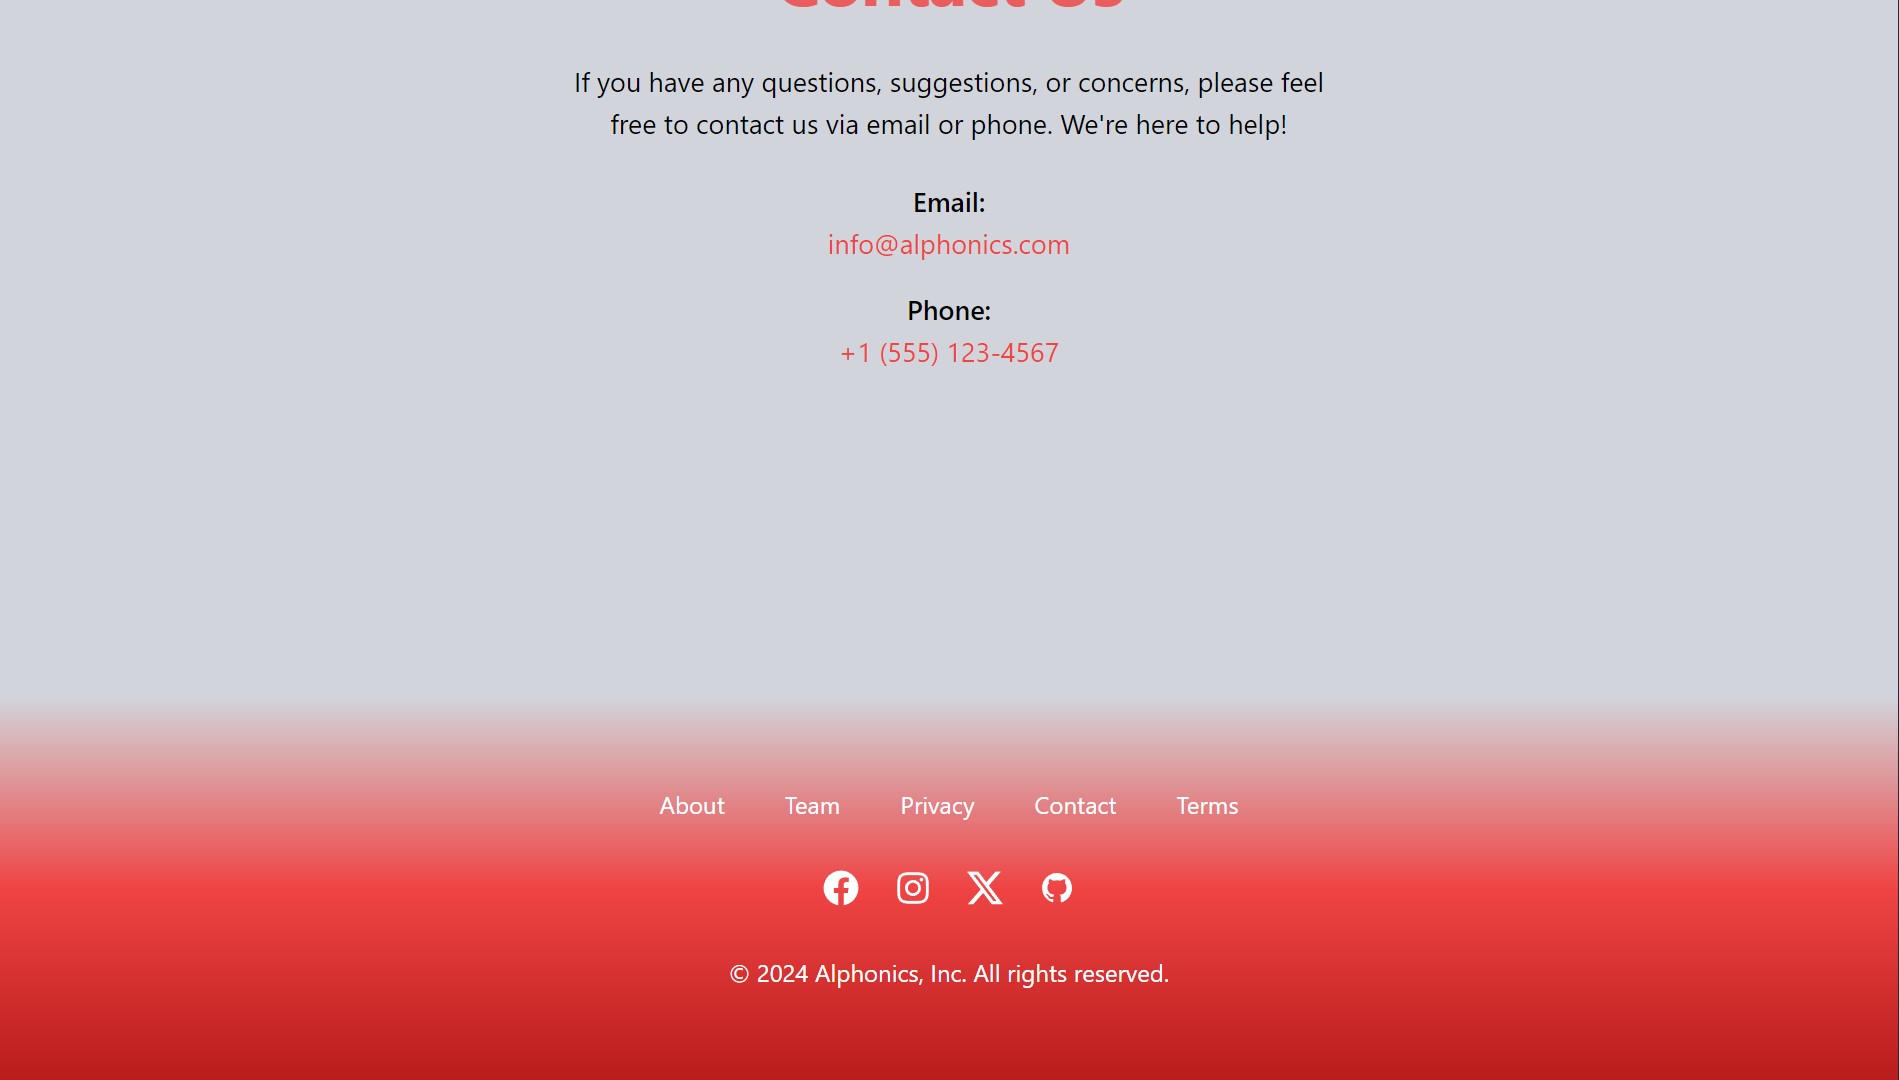 Contact Us
If you have any questions, suggestions, or concerns, please feel
free to contact us via email or phone. We're here to help!
Email:
info@alphonics.com
Phone:
+1 (555) 123-4567
About Team Privacy Contact Terms
© 2024 Alphonics, Inc. All rights reserved.